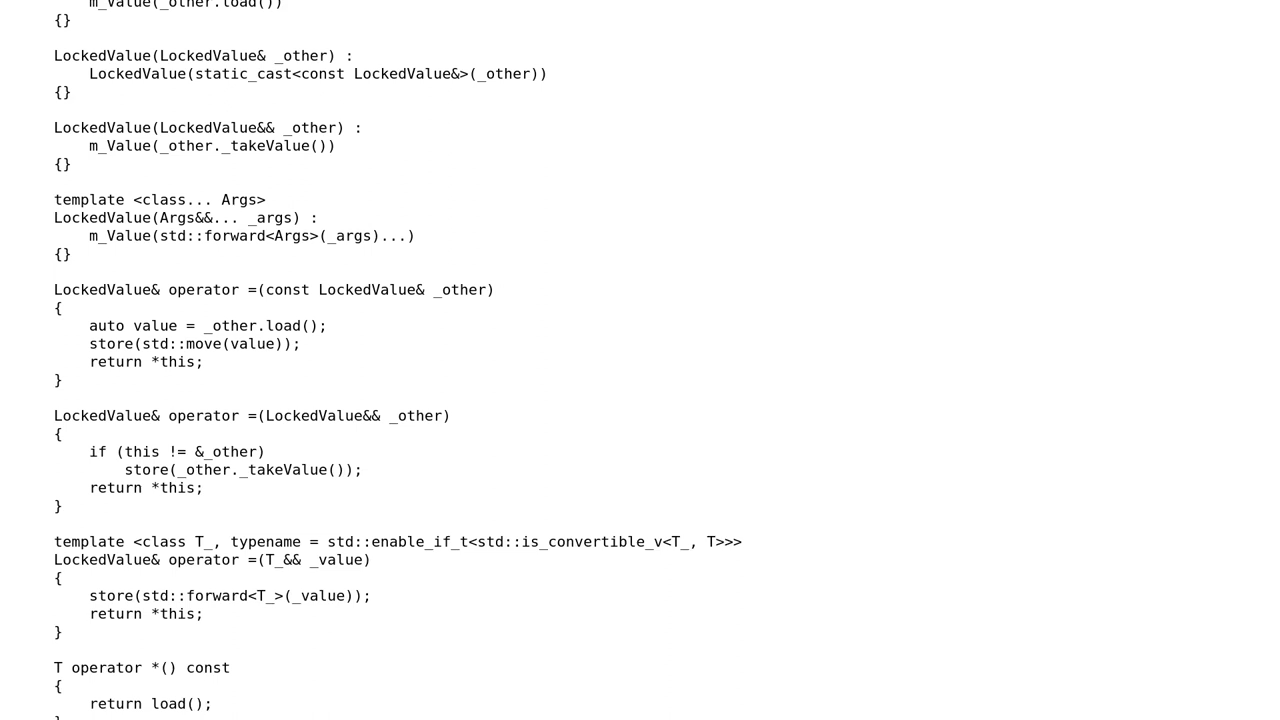 m_Value(_other.load())
{}

LockedValue(LockedValue& _other) :
    LockedValue(static_cast<const LockedValue&>(_other))
{}

LockedValue(LockedValue&& _other) :
    m_Value(_other._takeValue())
{}

template <class... Args>
LockedValue(Args&&... _args) :
    m_Value(std::forward<Args>(_args)...)
{}

LockedValue& operator =(const LockedValue& _other)
{
    auto value = _other.load();
    store(std::move(value));
    return *this;
}

LockedValue& operator =(LockedValue&& _other)
{
    if (this != &_other)
        store(_other._takeValue());
    return *this;
}

template <class T_, typename = std::enable_if_t<std::is_convertible_v<T_, T>>>
LockedValue& operator =(T_&& _value)
{
    store(std::forward<T_>(_value));
    return *this;
}

T operator *() const
{
    return load();
}